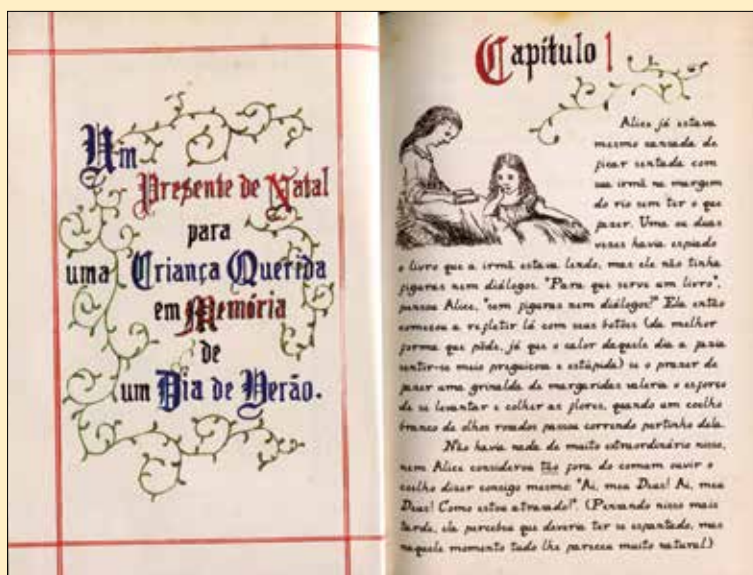 Um
Presente de Natal
para
uma Criança Querida
em Memória
de
um Dia de Verão.
Capítulo 1
Alice já estava
mesmo cansada de
ficar sentada com
sua irmã na margem
do rio sem ter o que
fazer. Uma ou duas
vezes havia espiado
o livro que a irmã estava lendo, mas ele não tinha
figuras nem diálogos. "Para que serve um livro",
pensou Alice, "sem figuras nem diálogos?" Ela então
começou a refletir lá com seus botões (da melhor
forma que pôde, já que o calor daquele dia a fazia
sentir-se meio preguiçosa e estúpida) se o prazer de
fazer uma grinalda de margaridas valeria o esforço
de se levantar e colher as flores, quando um coelho
branco de olhos rosados passou correndo pertinho dela.
Não havia nada de muito extraordinário nisso,
nem Alice considerou tão fora do comum ouvir o
coelho dizer consigo mesmo: "Ai, meu Deus! Ai, meu
Deus! Como estou atrasado!" (Pensando nisso mais
tarde, ela percebeu que deveria ter se espantado, mas
naquele momento tudo lhe pareceu muito natural)